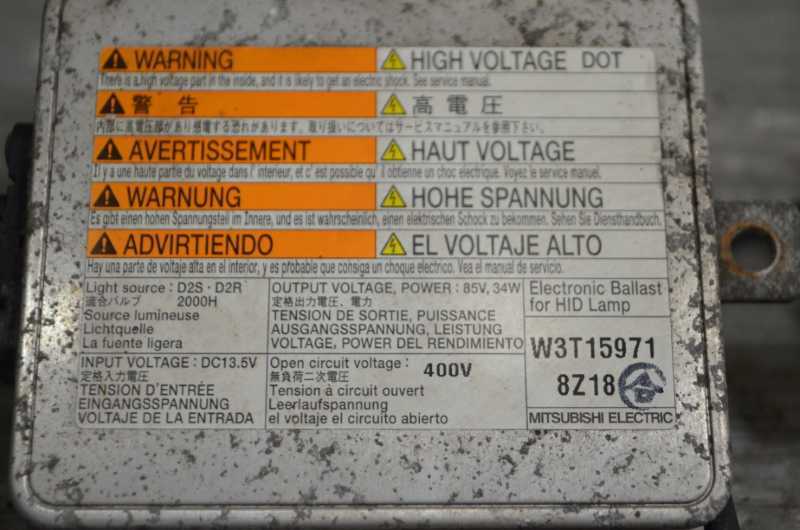 WARNING HIGH VOLTAGE DOT
There is a high voltage part in the inside, and it is likely to get an electric shock. See service manual.
警 告 高 電 圧
内部に高電圧部があり感電する恐れがあります。取り扱いについてはサービスマニュアルを参照下さい。
AVERTISSEMENT HAUT VOLTAGE
Il y a une haute partie du voltage dans l' interieur, et c' est possible qu' il obtienne un choc electrique. Voyez le service manuel.
WARNUNG HOHE SPANNUNG
Es gibt einen hohen Spannungsteil im Innere, und es ist wahrscheinlich, einen elektrischen Schock zu bekommen. Sehen Sie Diensthandbuch.
ADVIRTIENDO EL VOLTAJE ALTO
Hay una parte de voltaje alta en el interior, y es probable que consiga un choque electrico. Vea el manual de servicio.
Light source : D2S · D2R
適合バルブ 2000H
Source lumineuse
Lichtquelle
La fuente ligera
OUTPUT VOLTAGE, POWER : 85V, 34W
定格出力電圧、電力
TENSION DE SORTIE, PUISSANCE
AUSGANGSSPANNUNG, LEISTUNG
VOLTAGE, POWER DEL RENDIMIENTO
Electronic Ballast
for HID Lamp
INPUT VOLTAGE : DC13.5V
定格入力電圧
TENSION D'ENTRÉE
EINGANGSSPANNUNG
VOLTAJE DE LA ENTRADA
Open circuit voltage : 400V
無負荷二次電圧
Tension à circuit ouvert
Leerlaufspannung
el voltaje el circuito abierto
W3T15971
8Z18
MITSUBISHI ELECTRIC